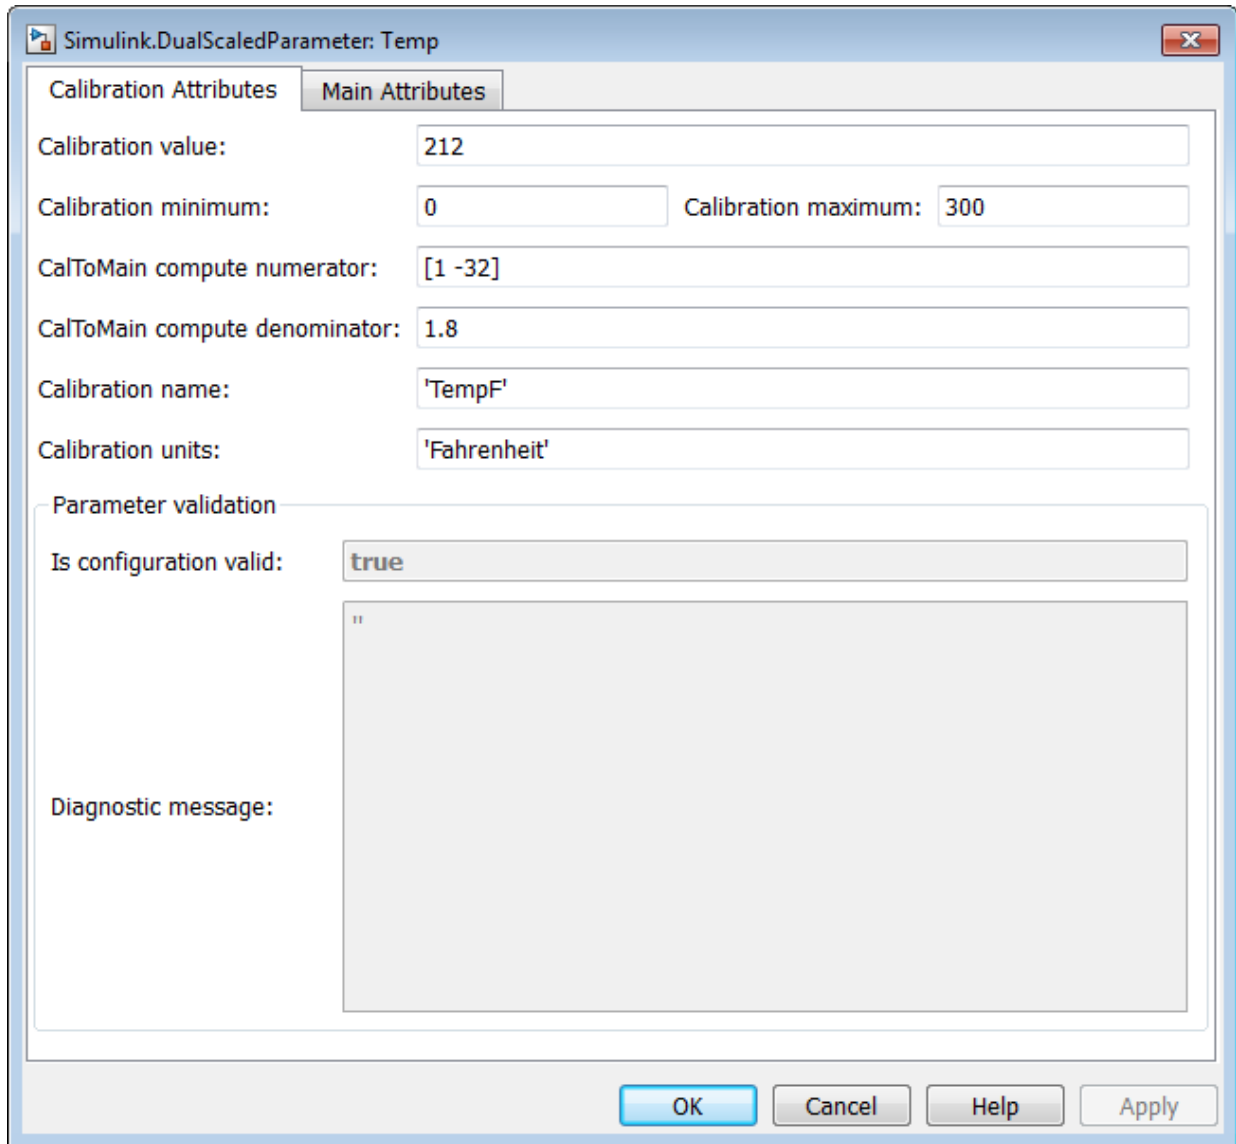 Simulink.DualScaledParameter: Temp
Calibration Attributes Main Attributes
Calibration value: 212
Calibration minimum: 0 Calibration maximum: 300
CalToMain compute numerator: [1 -32]
CalToMain compute denominator: 1.8
Calibration name: 'TempF'
Calibration units: 'Fahrenheit'
Parameter validation
Is configuration valid: true
''
Diagnostic message:
OK Cancel Help Apply